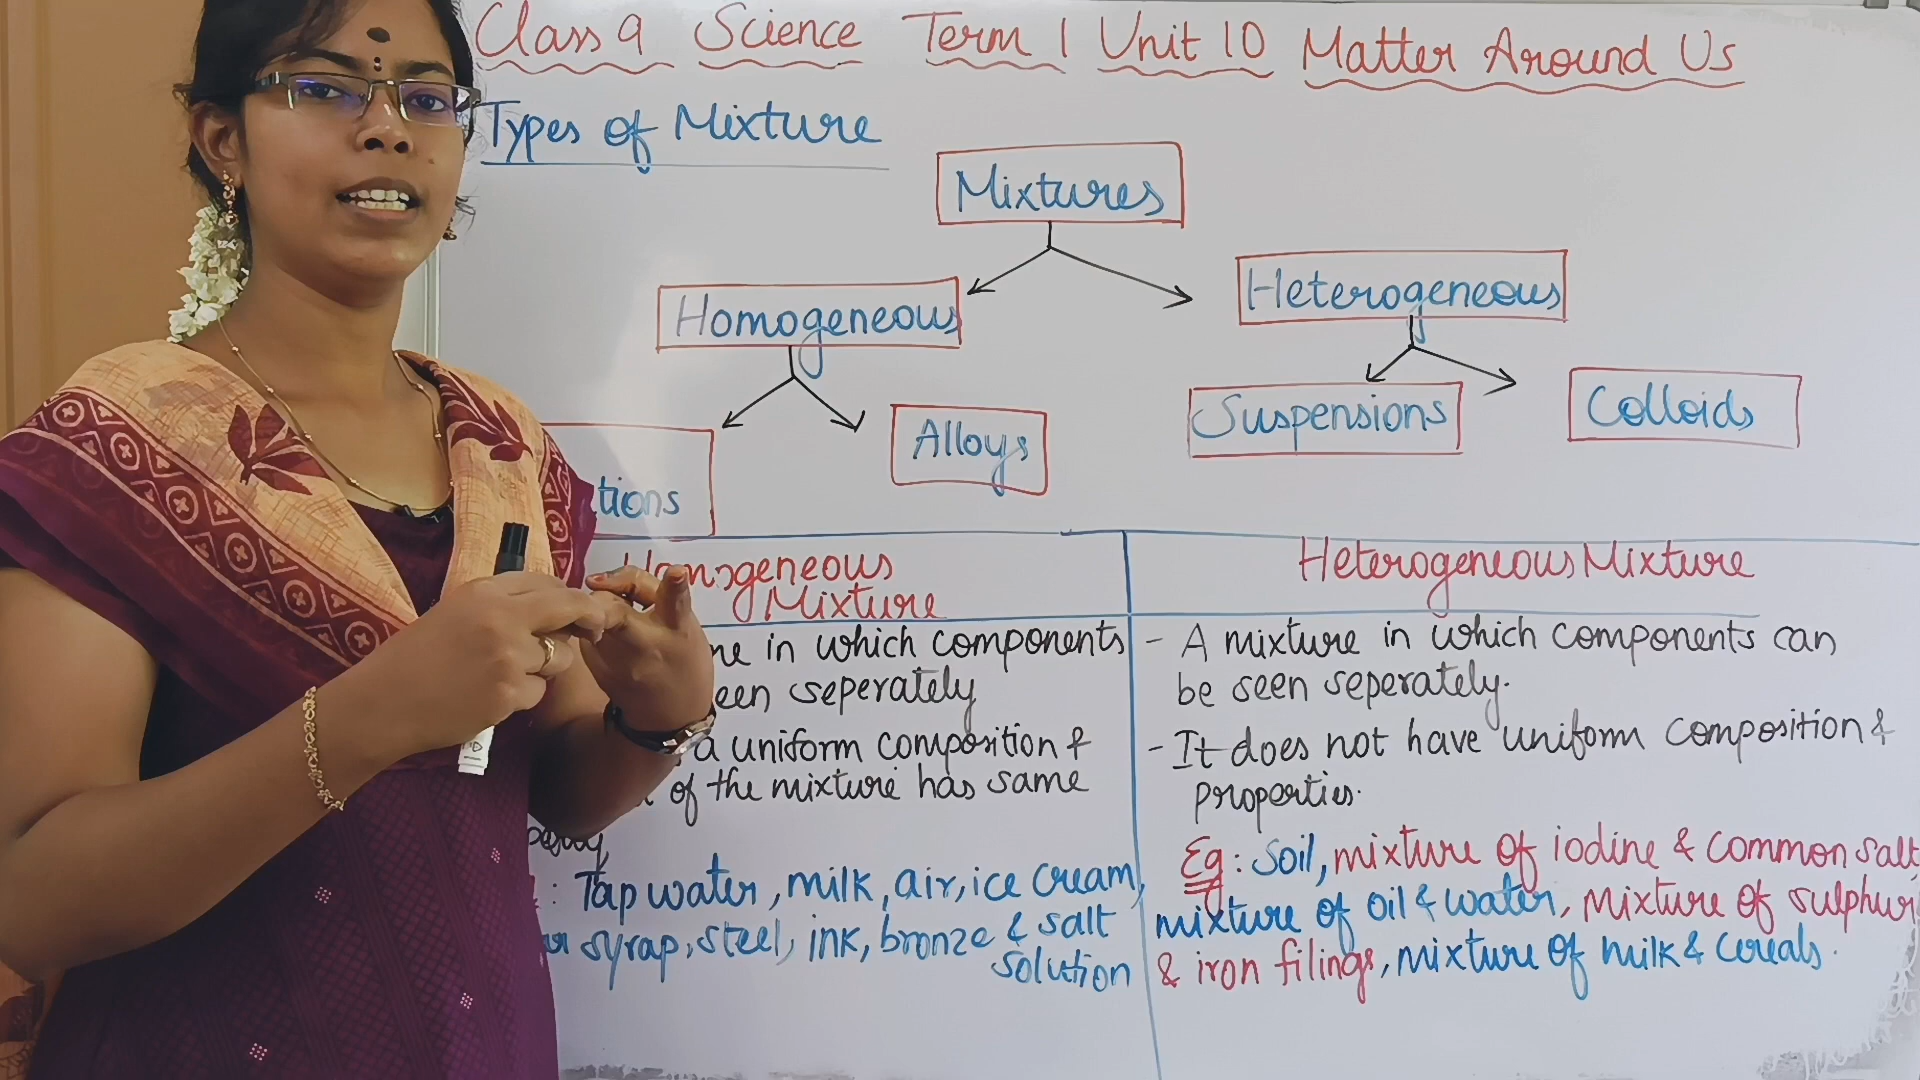 Class 9 Science Term 1 Unit 10 Matter Around Us
Types of Mixture
Mixtures
Homogeneous
Heterogeneous
Alloys
Suspensions
Colloids
tions
Homogeneous
Mixture
Heterogeneous Mixture
in which components
seperately
a uniform composition &
of the mixture has same
: Tap water, milk, air, ice cream,
syrap, steel, ink, bronze & salt
solution
- A mixture in which components can
be seen seperately.
- It does not have uniform composition &
properties.
Eg: Soil, mixture of iodine & common salt,
mixture of oil & water, Mixture of sulphur
& iron filings, mixture of milk & cereals.